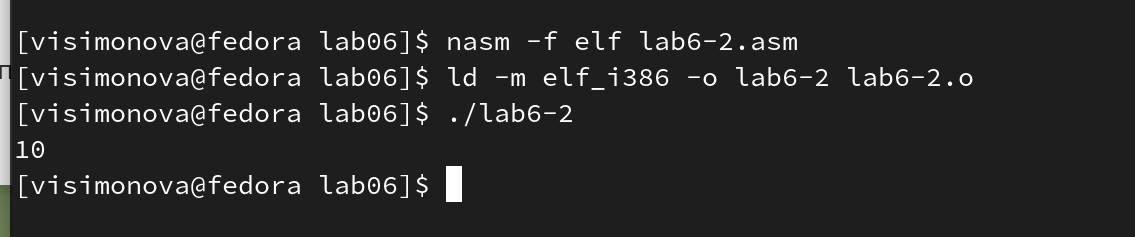 [visimonova@fedora lab06]$ nasm -f elf lab6-2.asm
[visimonova@fedora lab06]$ ld -m elf_i386 -o lab6-2 lab6-2.o
[visimonova@fedora lab06]$ ./lab6-2
10
[visimonova@fedora lab06]$